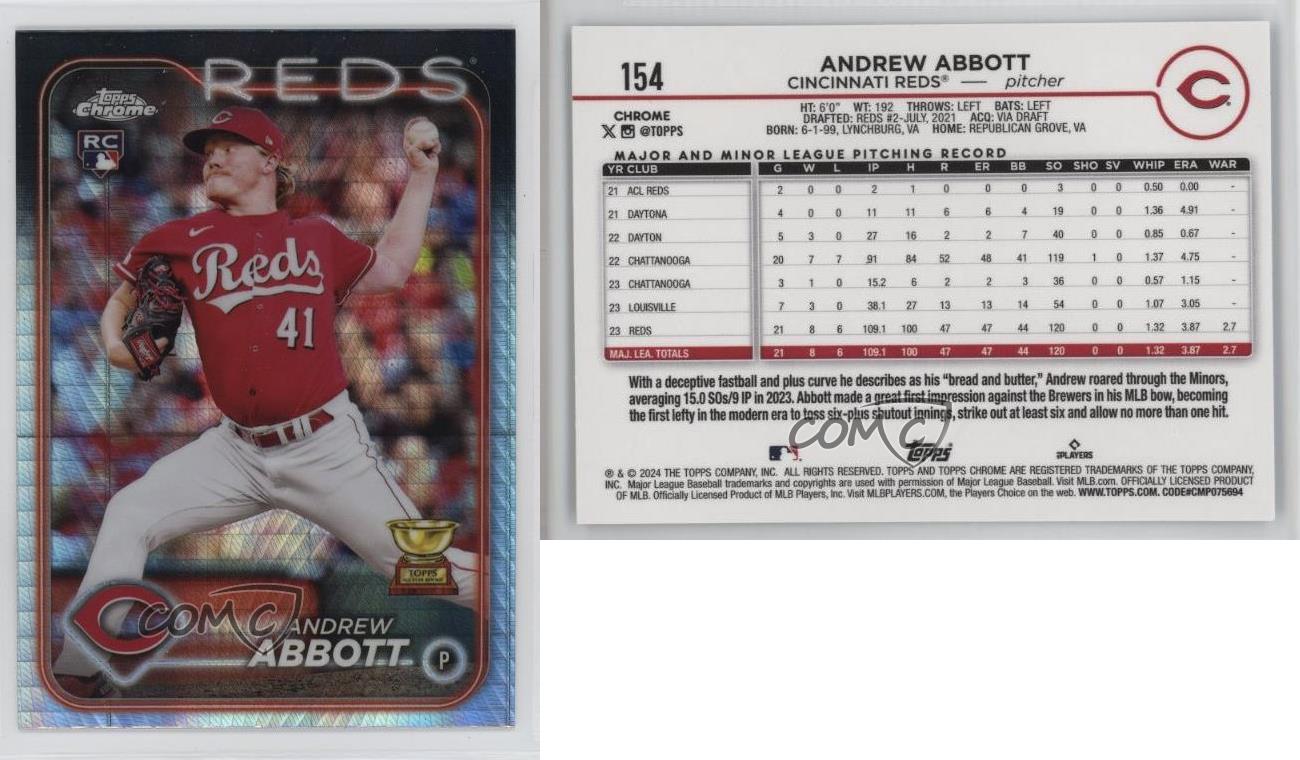 REDS®
Topps
Chrome
RC
Reds
41
TOPPS
COMC
ANDREW
ABBOTT
P
154
ANDREW ABBOTT
CINCINNATI REDS® — pitcher
CHROME
@TOPPS
HT: 6'0" WT: 192 THROWS: LEFT BATS: LEFT
DRAFTED: REDS #2-JULY, 2021 ACQ: VIA DRAFT
BORN: 6-1-99, LYNCHBURG, VA HOME: REPUBLICAN GROVE, VA
MAJOR AND MINOR LEAGUE PITCHING RECORD
YR CLUB G W L IP H R ER BB SO SHO SV WHIP ERA WAR
21 ACL REDS 2 0 0 2 1 0 0 0 3 0 0 0.50 0.00 -
21 DAYTONA 4 0 0 11 11 6 6 4 19 0 0 1.36 4.91 -
22 DAYTON 5 3 0 27 16 2 2 7 40 0 0 0.85 0.67 -
22 CHATTANOOGA 20 7 7 91 84 52 48 41 119 1 0 1.37 4.75 -
23 CHATTANOOGA 3 1 0 15.2 6 2 2 3 36 0 0 0.57 1.15 -
23 LOUISVILLE 7 3 0 38.1 27 13 13 14 54 0 0 1.07 3.05 -
23 REDS 21 8 6 109.1 100 47 47 44 120 0 0 1.32 3.87 2.7
MAJ. LEA. TOTALS 21 8 6 109.1 100 47 47 44 120 0 0 1.32 3.87 2.7
With a deceptive fastball and plus curve he describes as his “bread and butter,” Andrew roared through the Minors,
averaging 15.0 SOs/9 IP in 2023. Abbott made a great first impression against the Brewers in his MLB bow, becoming
the first lefty in the modern era to toss six-plus shutout innings, strike out at least six and allow no more than one hit.
COMC
Topps
PLAYERS
® & © 2024 THE TOPPS COMPANY, INC. ALL RIGHTS RESERVED. TOPPS AND TOPPS CHROME ARE REGISTERED TRADEMARKS OF THE TOPPS COMPANY,
INC. Major League Baseball trademarks and copyrights are used with permission of Major League Baseball. Visit MLB.com. OFFICIALLY LICENSED PRODUCT
OF MLB. Officially Licensed Product of MLB Players, Inc. Visit MLBPLAYERS.COM, the Players Choice on the web. WWW.TOPPS.COM. CODE#CMP075694